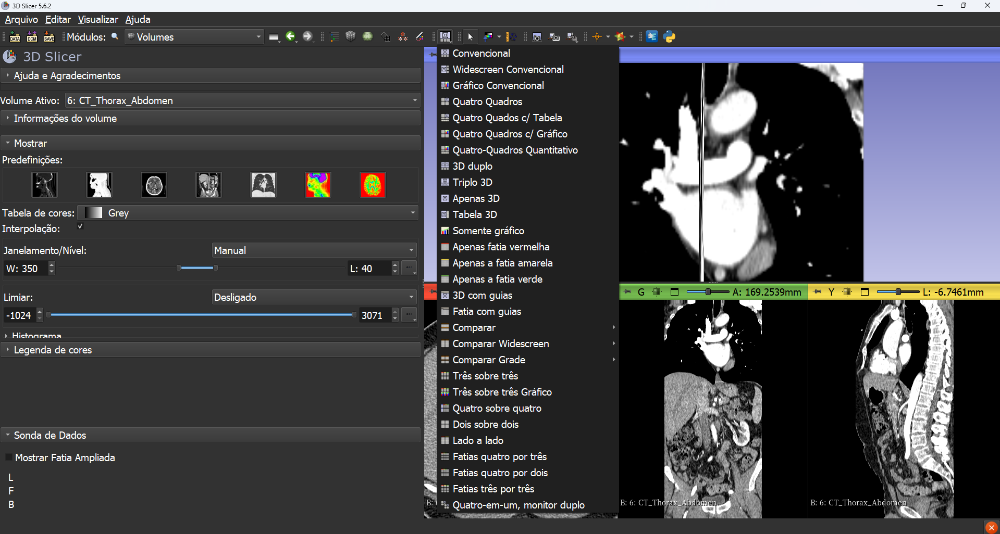 3D Slicer 5.6.2
Arquivo Editar Visualizar Ajuda
DATA DCM SAVE Módulos: Volumes
3D Slicer
Ajuda e Agradecimentos
Volume Ativo: 6: CT_Thorax_Abdomen
Informações do volume
Mostrar
Predefinições:
Tabela de cores: Grey
Interpolação:
Janelamento/Nível: Manual
W: 350 L: 40
Limiar: Desligado
-1024 3071
Histograma
Legenda de cores
Sonda de Dados
Mostrar Fatia Ampliada
L
F
B
Convencional
Widescreen Convencional
Gráfico Convencional
Quatro Quadros
Quatro Quados c/ Tabela
Quatro Quadros c/ Gráfico
Quatro-Quadros Quantitativo
3D duplo
Triplo 3D
Apenas 3D
Tabela 3D
Somente gráfico
Apenas fatia vermelha
Apenas a fatia amarela
Apenas a fatia verde
3D com guias
Fatia com guias
Comparar
Comparar Widescreen
Comparar Grade
Três sobre três
Três sobre três Gráfico
Quatro sobre quatro
Dois sobre dois
Lado a lado
Fatias quatro por três
Fatias quatro por dois
Fatias três por três
Quatro-em-um, monitor duplo
B:
G A: 169.2539mm
B: 6: CT_Thorax_Abdomen
Y L: -6.7461mm
B: 6: CT_Thorax_Abdomen